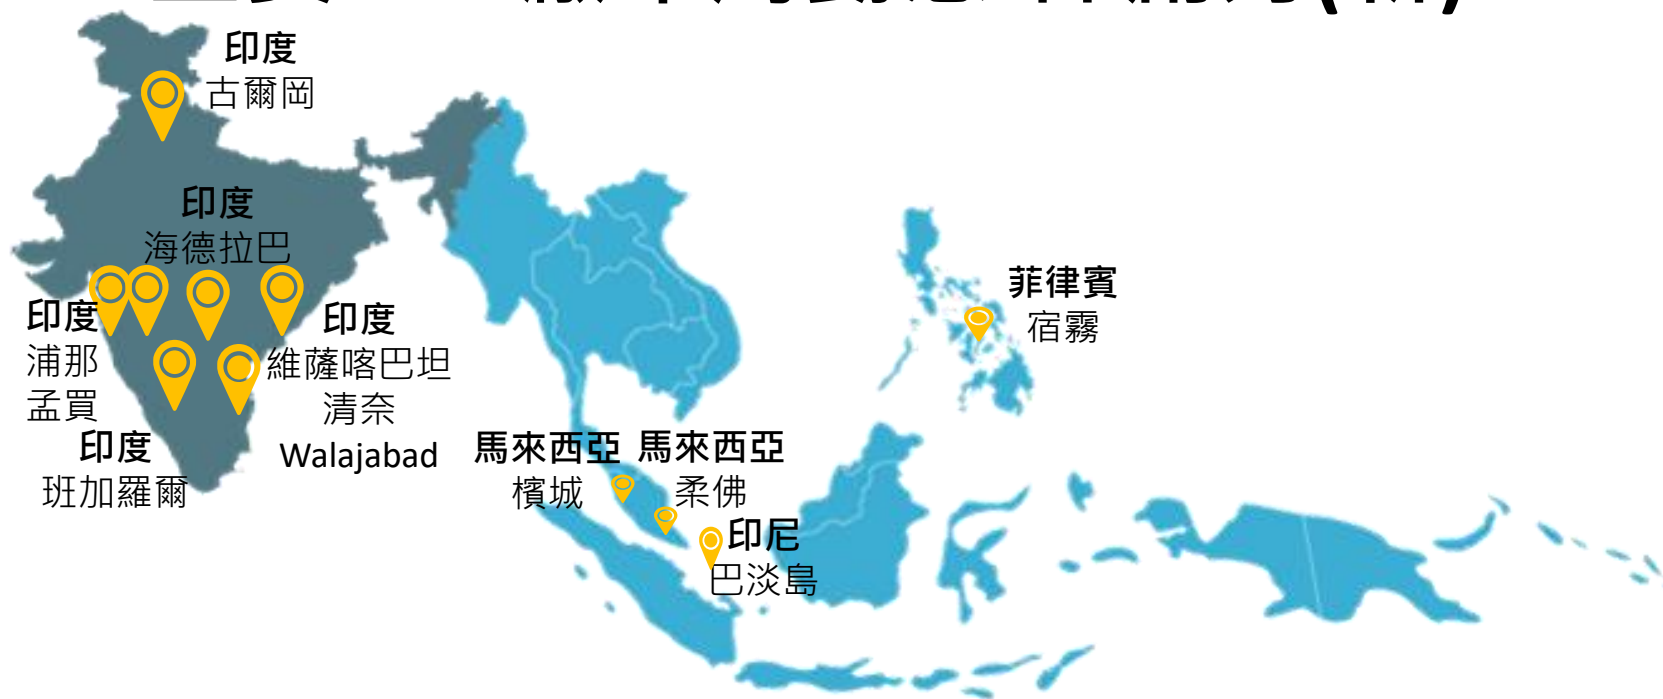 印度
古爾岡
印度
海德拉巴
印度
浦那
孟買
印度
班加羅爾
印度
維薩喀巴坦
清奈
Walajabad
馬來西亞
檳城
馬來西亞
柔佛
印尼
巴淡島
菲律賓
宿霧